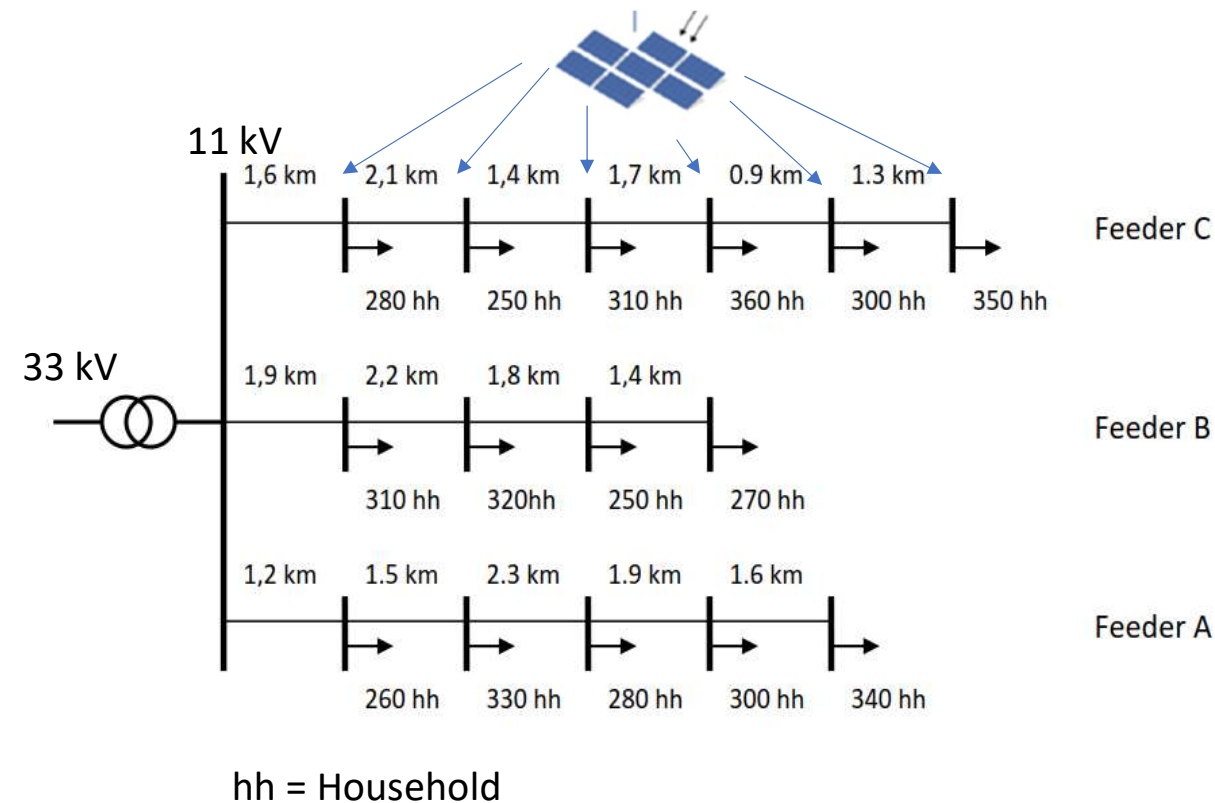 11 kV
1,6 km 2,1 km 1,4 km 1,7 km 0.9 km 1.3 km
Feeder C
280 hh 250 hh 310 hh 360 hh 300 hh 350 hh
33 kV
1,9 km 2,2 km 1,8 km 1,4 km
Feeder B
310 hh 320hh 250 hh 270 hh
1,2 km 1.5 km 2.3 km 1.9 km 1.6 km
Feeder A
260 hh 330 hh 280 hh 300 hh 340 hh
hh = Household